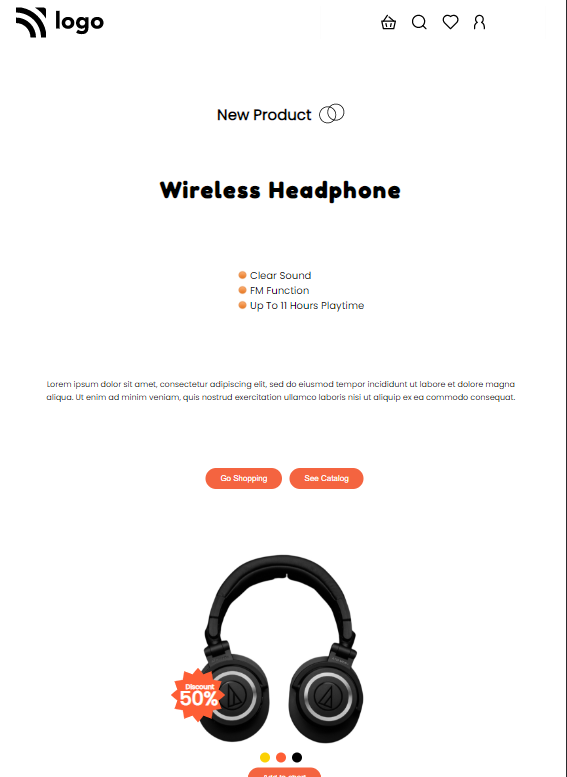 logo
New Product
Wireless Headphone
Clear Sound
FM Function
Up To 11 Hours Playtime
Lorem ipsum dolor sit amet, consectetur adipiscing elit, sed do eiusmod tempor incididunt ut labore et dolore magna
aliqua. Ut enim ad minim veniam, quis nostrud exercitation ullamco laboris nisi ut aliquip ex ea commodo consequat.
Go Shopping
See Catalog
Discount
50%